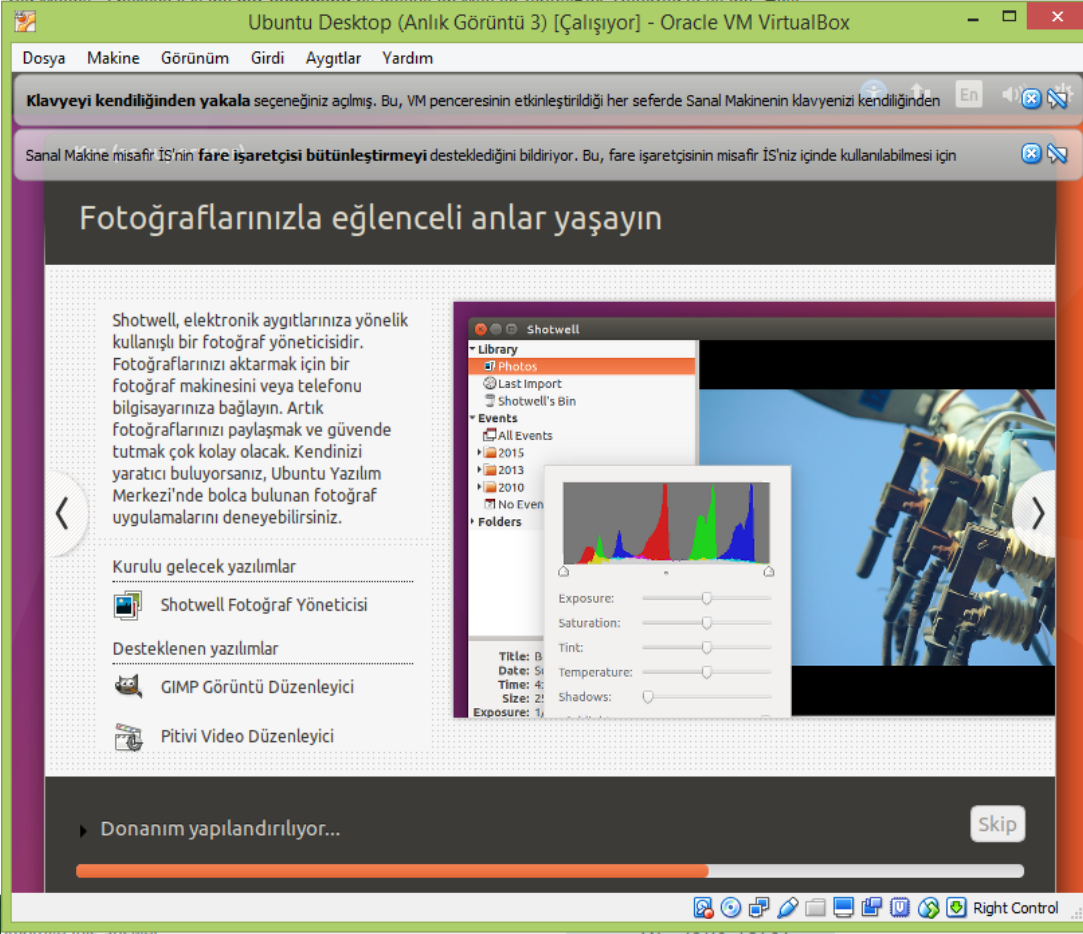 Ubuntu Desktop (Anlık Görüntü 3) [Çalışıyor] - Oracle VM VirtualBox
Dosya Makine Görünüm Girdi Aygıtlar Yardım
Klavyeyi kendiliğinden yakala seçeneğiniz açılmış. Bu, VM penceresinin etkinleştirildiği her seferde Sanal Makinenin klavyenizi kendiliğinden
En
Sanal Makine misafir İS'nin fare işaretçisi bütünleştirmeyi desteklediğini bildiriyor. Bu, fare işaretçisinin misafir İS'niz içinde kullanılabilmesi için
Fotoğraflarınızla eğlenceli anlar yaşayın
Shotwell, elektronik aygıtlarınıza yönelik
kullanışlı bir fotoğraf yöneticisidir.
Fotoğraflarınızı aktarmak için bir
fotoğraf makinesini veya telefonu
bilgisayarınıza bağlayın. Artık
fotoğraflarınızı paylaşmak ve güvende
tutmak çok kolay olacak. Kendinizi
yaratıcı buluyorsanız, Ubuntu Yazılım
Merkezi'nde bolca bulunan fotoğraf
uygulamalarını deneyebilirsiniz.
Kurulu gelecek yazılımlar
Shotwell Fotoğraf Yöneticisi
Desteklenen yazılımlar
GIMP Görüntü Düzenleyici
Pitivi Video Düzenleyici
Shotwell
Library
Photos
Last Import
Shotwell's Bin
Events
All Events
2015
2013
2010
No Even
Folders
Title:
Date:
Time: 4:
Size:
Exposure: 1/
Exposure:
Saturation:
Tint:
Temperature:
Shadows:
Donanım yapılandırılıyor...
Skip
Right Control